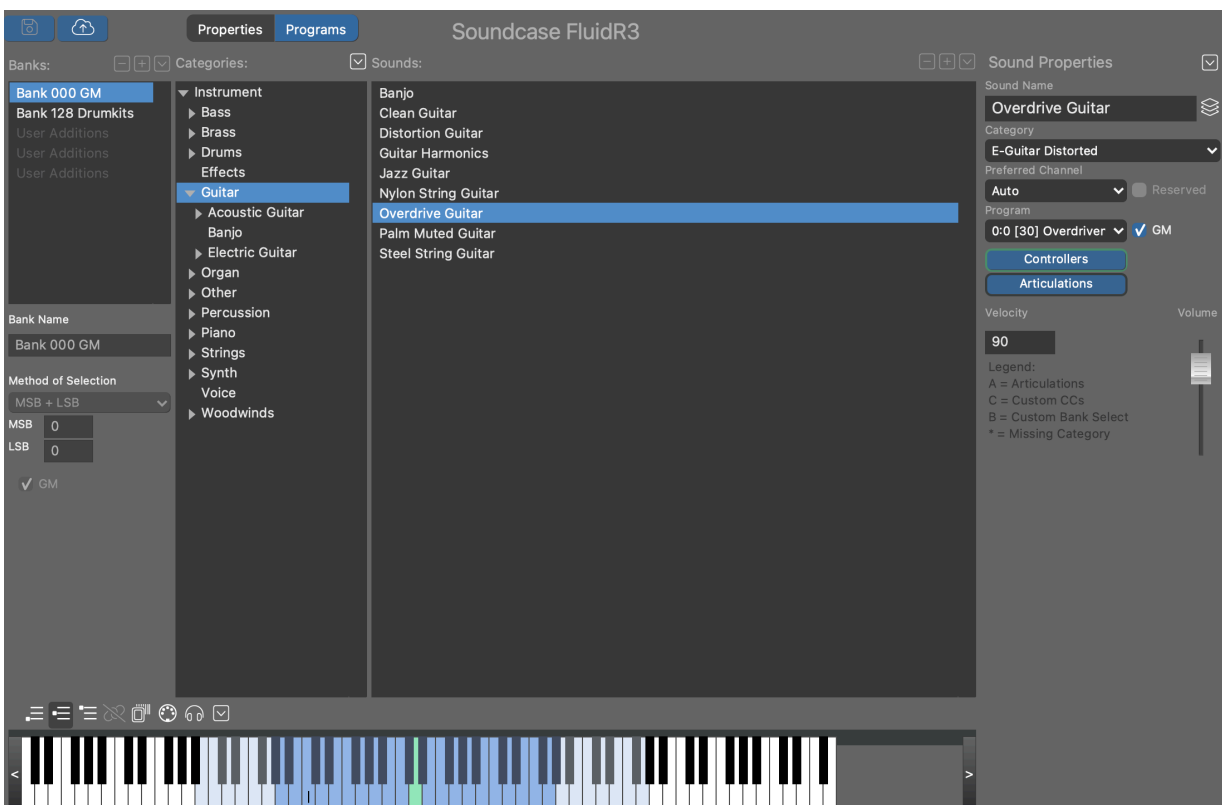 Properties
Programs
Soundcase FluidR3
Banks:
Categories:
Sounds:
Sound Properties
Bank 000 GM
Bank 128 Drumkits
User Additions
User Additions
User Additions
Instrument
Bass
Brass
Drums
Effects
Guitar
Acoustic Guitar
Banjo
Electric Guitar
Organ
Other
Percussion
Piano
Strings
Synth
Voice
Woodwinds
Banjo
Clean Guitar
Distortion Guitar
Guitar Harmonics
Jazz Guitar
Nylon String Guitar
Overdrive Guitar
Palm Muted Guitar
Steel String Guitar
Sound Name
Overdrive Guitar
Category
E-Guitar Distorted
Preferred Channel
Auto
Reserved
Program
0:0 [30] Overdriver
GM
Controllers
Articulations
Velocity
Volume
90
Legend:
A = Articulations
C = Custom CCs
B = Custom Bank Select
* = Missing Category
Bank Name
Bank 000 GM
Method of Selection
MSB + LSB
MSB 0
LSB 0
GM
<
>